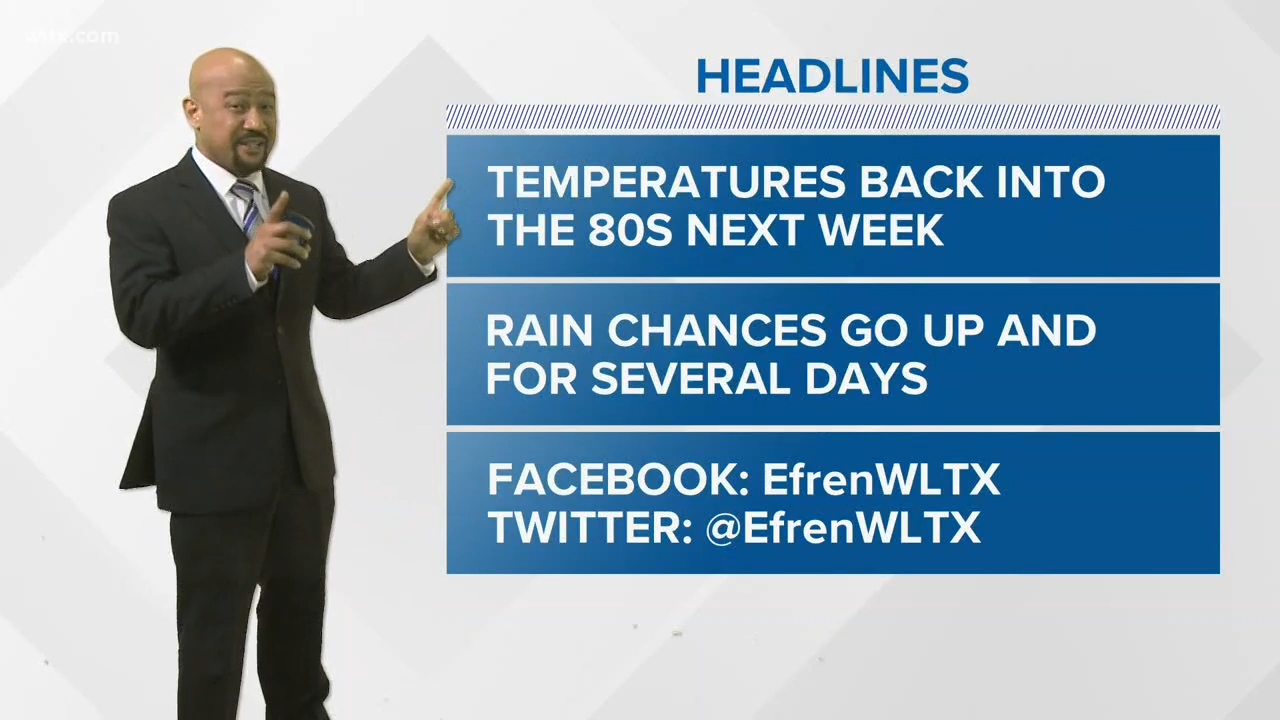 wltx.com
HEADLINES
TEMPERATURES BACK INTO
THE 80S NEXT WEEK
RAIN CHANCES GO UP AND
FOR SEVERAL DAYS
FACEBOOK: EfrenWLTX
TWITTER: @EfrenWLTX